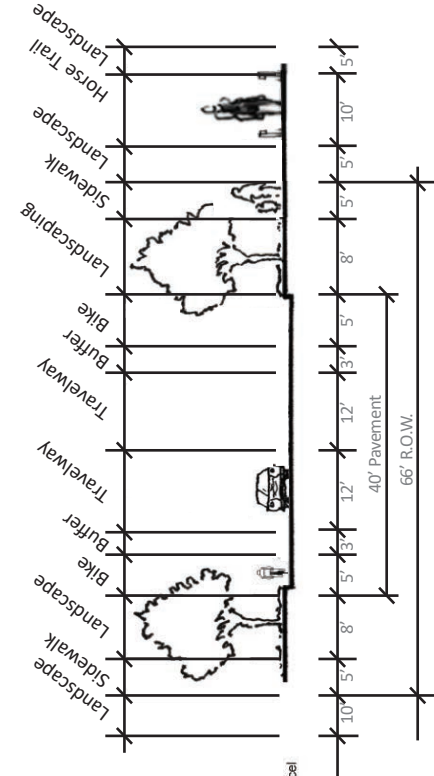 Landscape
Sidewalk
Landscape
Bike
Buffer
Travelway
Travelway
Buffer
Bike
Landscaping
Sidewalk
Landscape
Horse Trail
Landscape
cel
10' 5' 8' 5' 3' 12' 12' 3' 5' 8' 5' 5' 10' 5'
40' Pavement
66' R.O.W.